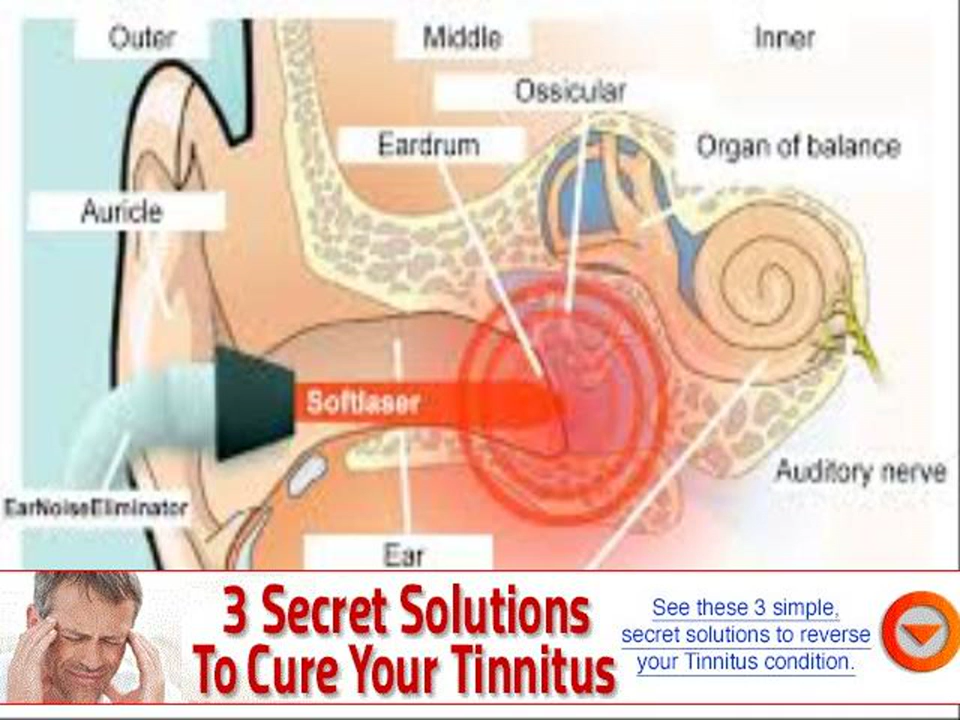 Outer
Middle
Inner
Ossicular
Eardrum
Organ of balance
Auricle
Softlaser
Auditory nerve
EarNoiseEliminator
Ear
3 Secret Solutions
To Cure Your Tinnitus
See these 3 simple,
secret solutions to reverse
your Tinnitus condition.